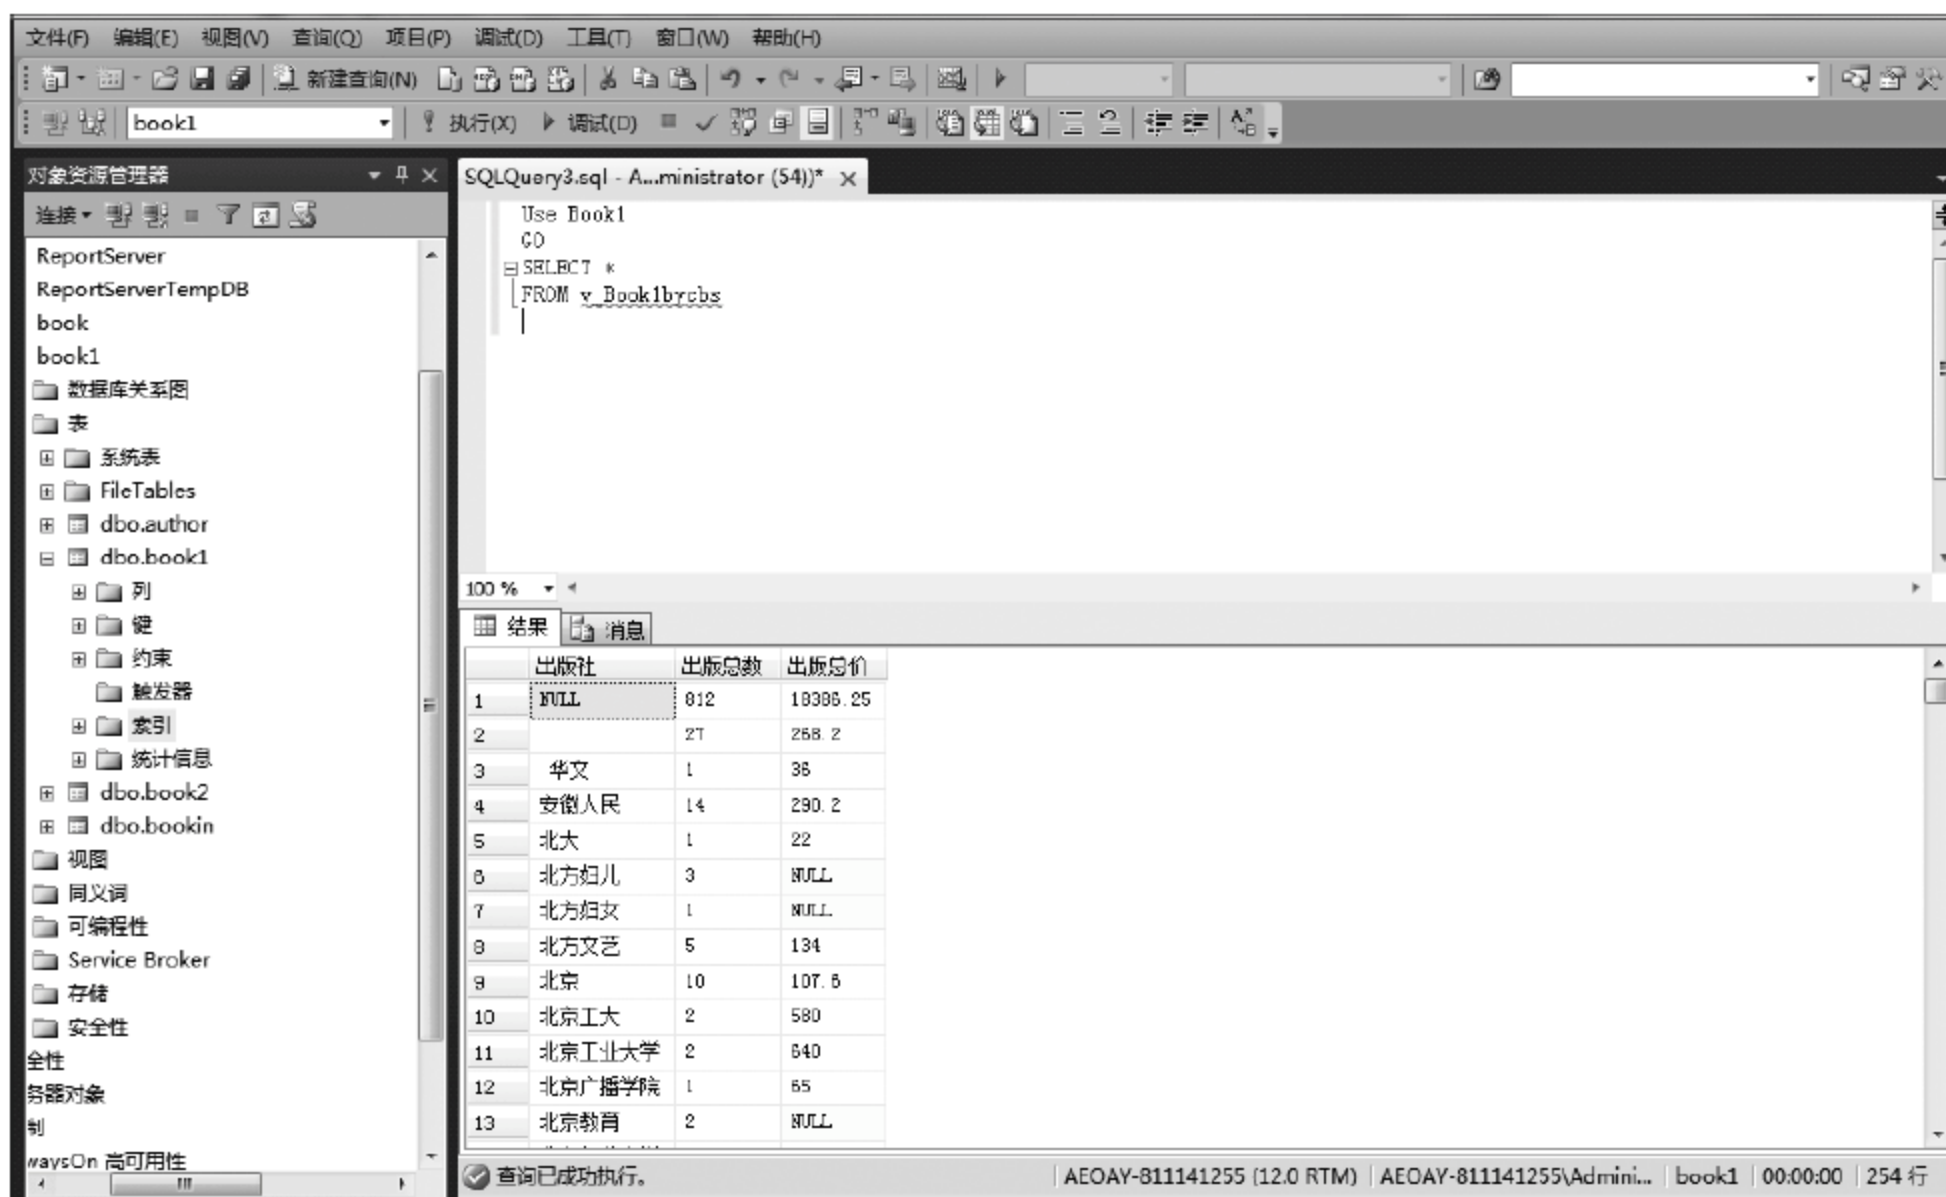 文件(F) 编辑(E) 视图(V) 查询(Q) 项目(P) 调试(D) 工具(T) 窗口(W) 帮助(H)
新建查询(N)
book1 执行(X) 调试(D)
对象资源管理器
连接
ReportServer
ReportServerTempDB
book
book1
数据库关系图
表
系统表
FileTables
dbo.author
dbo.book1
列
键
约束
触发器
索引
统计信息
dbo.book2
dbo.bookin
视图
同义词
可编程性
Service Broker
存储
安全性
全性
务器对象
制
waysOn 高可用性
SQLQuery3.sql - A...ministrator (54))*
Use Book1
GO
SELECT *
FROM v_Book1bycbs
100 %
结果 消息
出版社 出版总数 出版总价
1 NULL 812 18386.25
2 27 268.2
3 华文 1 36
4 安徽人民 14 290.2
5 北大 1 22
6 北方妇儿 3 NULL
7 北方妇女 1 NULL
8 北方文艺 5 134
9 北京 10 107.6
10 北京工大 2 580
11 北京工业大学 2 640
12 北京广播学院 1 65
13 北京教育 2 NULL
查询已成功执行。 AEOAY-811141255 (12.0 RTM) AEOAY-811141255\Admini... book1 00:00:00 254 行